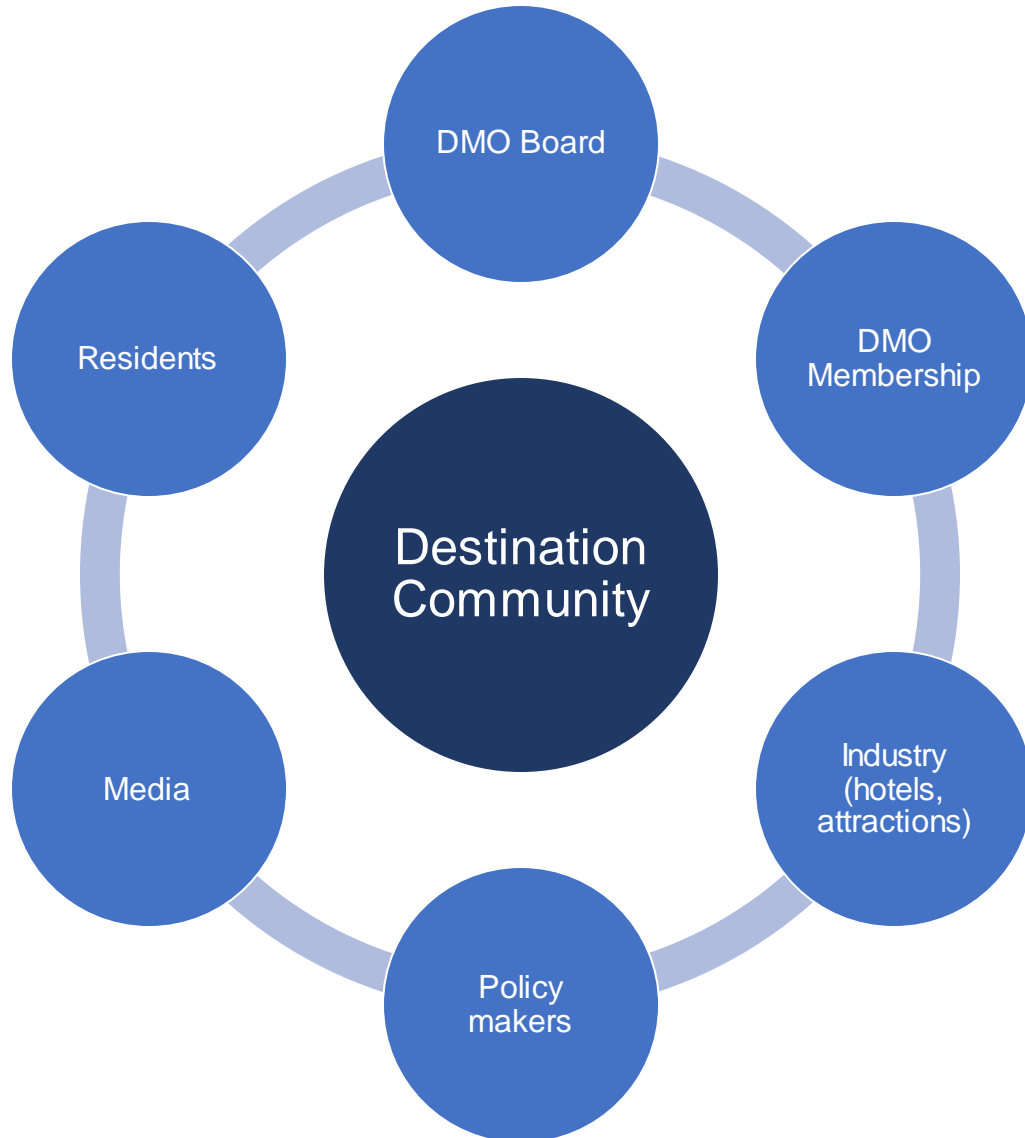 DMO Board
DMO
Membership
Industry
(hotels,
attractions)
Policy
makers
Media
Residents
Destination
Community